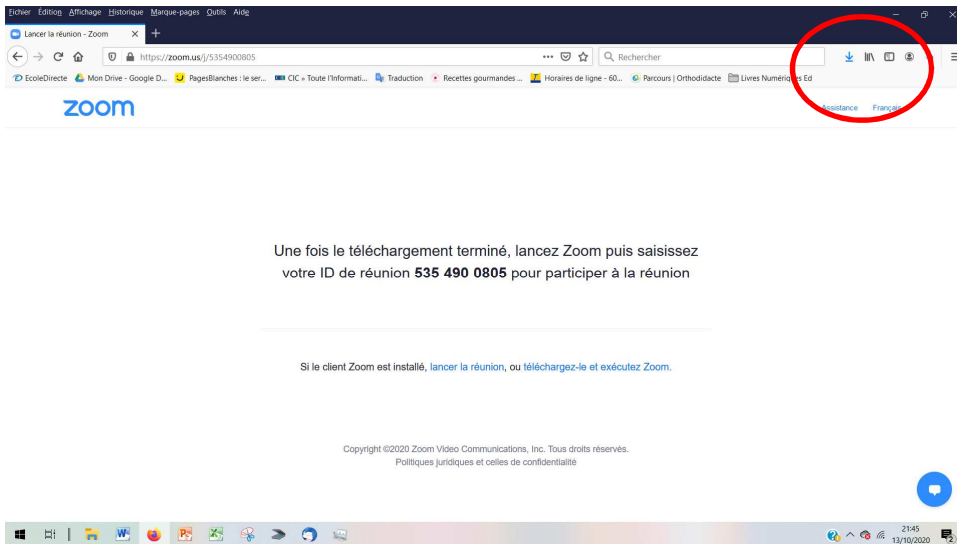 Fichier Édition Affichage Historique Marque-pages Outils Aide
Lancer la réunion - Zoom
https://zoom.us/j/5354900805
Rechercher
EcoleDirecte Mon Drive - Google D... PagesBlanches : le ser... CIC » Toute l'Informati... Traduction Recettes gourmandes ... Horaires de ligne - 60... Parcours | Orthodidacte Livres Numériques Ed
zoom
Assistance Français
Une fois le téléchargement terminé, lancez Zoom puis saisissez
votre ID de réunion 535 490 0805 pour participer à la réunion
Si le client Zoom est installé, lancer la réunion, ou téléchargez-le et exécutez Zoom.
Copyright ©2020 Zoom Video Communications, Inc. Tous droits réservés.
Politiques juridiques et celles de confidentialité
21:45
13/10/2020